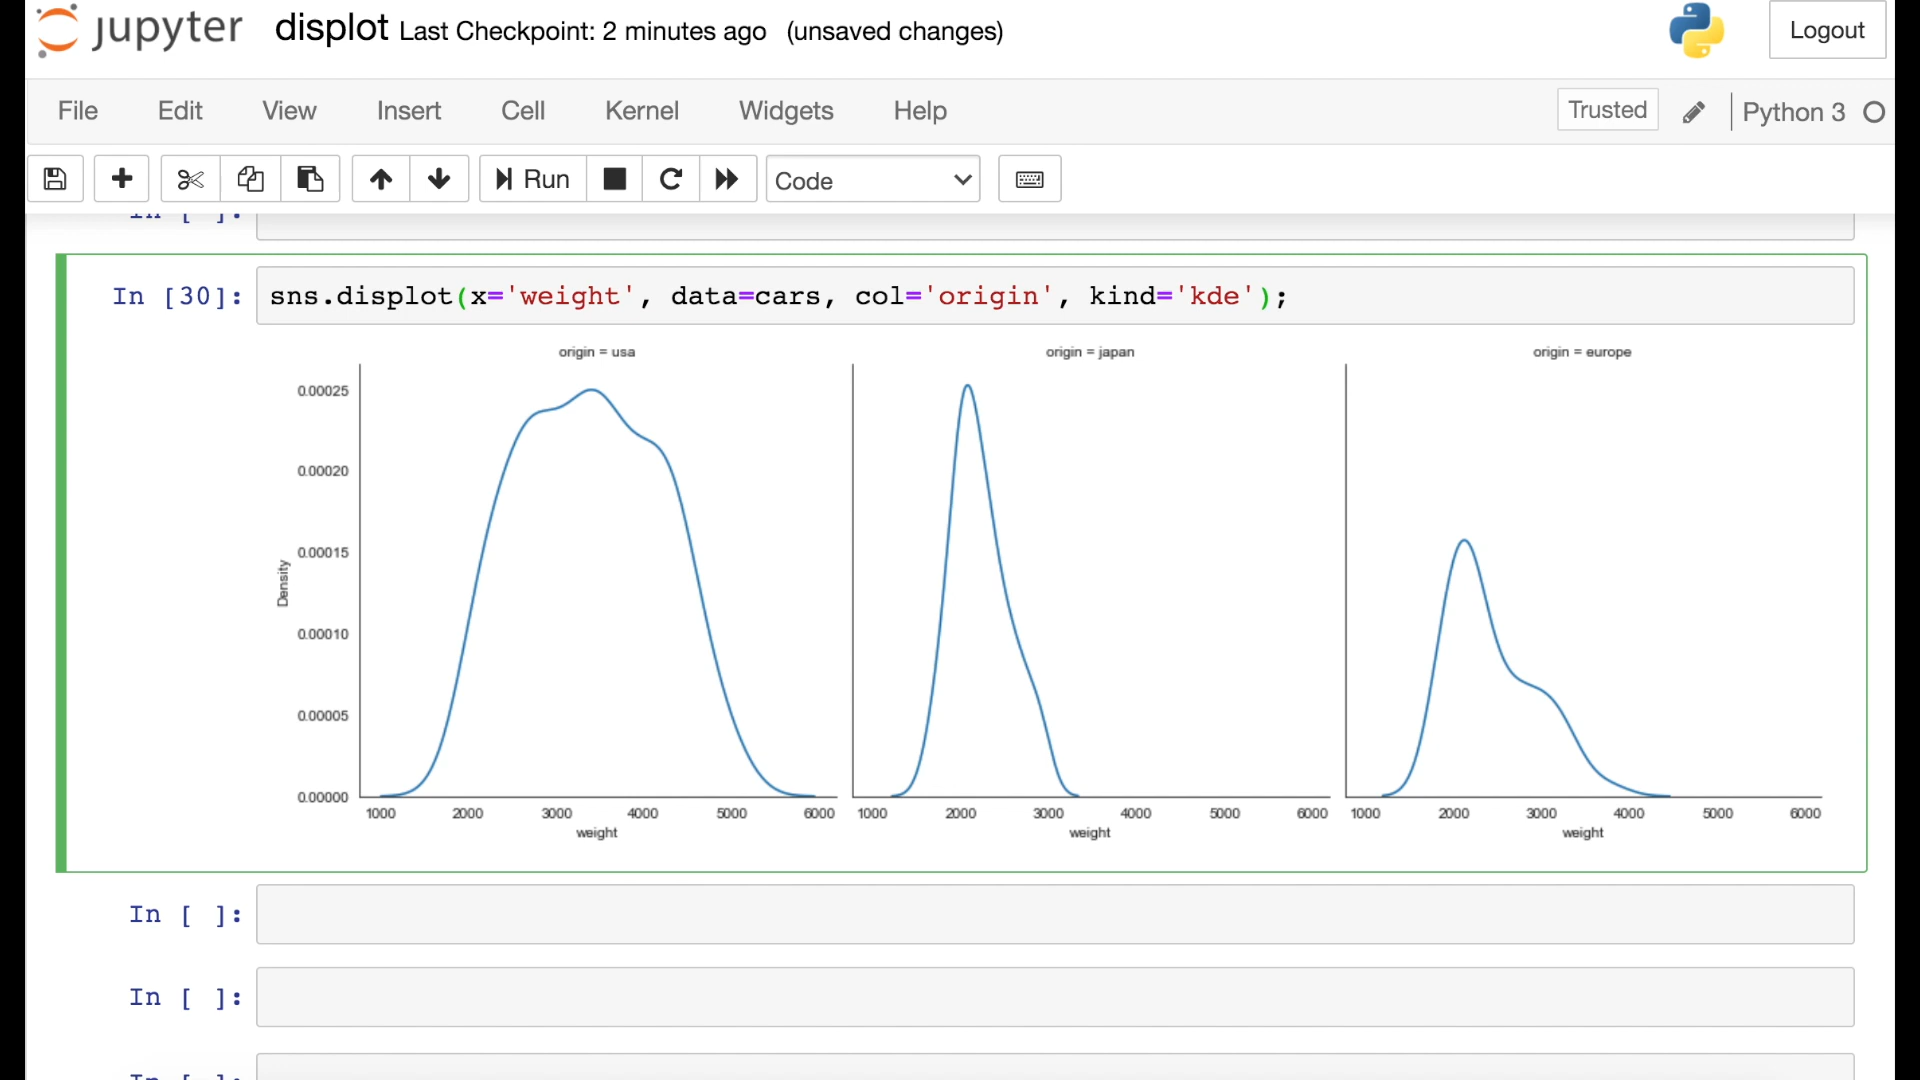 jupyter displot Last Checkpoint: 2 minutes ago (unsaved changes) Logout
File Edit View Insert Cell Kernel Widgets Help Trusted Python 3
Run Code
In [ ]:
In [30]: sns.displot(x='weight', data=cars, col='origin', kind='kde');
origin = usa origin = japan origin = europe
0.00025
0.00020
0.00015
Density
0.00010
0.00005
0.00000
1000 2000 3000 4000 5000 6000 1000 2000 3000 4000 5000 6000 1000 2000 3000 4000 5000 6000
weight weight weight
In [ ]:
In [ ]:
In [ ]: